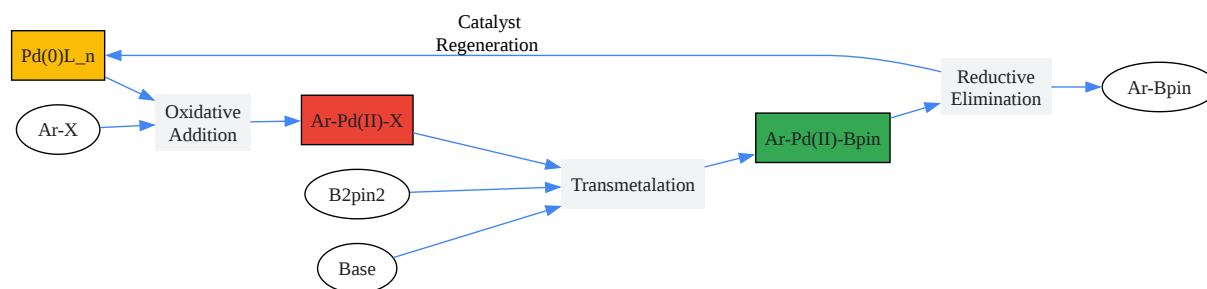 Catalyst
Regeneration
Pd(0)L_n
Ar-X
Oxidative
Addition
Ar-Pd(II)-X
B2pin2
Base
Transmetalation
Ar-Pd(II)-Bpin
Reductive
Elimination
Ar-Bpin